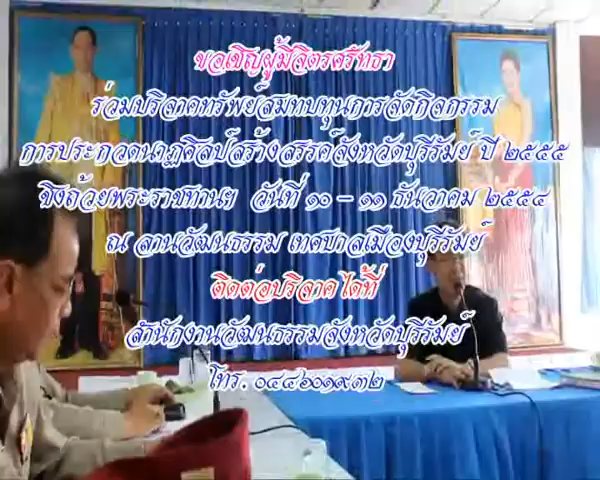 ขอเชิญผู้มีจิตรศรัทธา
ร่วมบริจาคทรัพย์สมทบทุนการจัดกิจกรรม
การประกวดนาฏศิลป์สร้างสรรค์จังหวัดบุรีรัมย์ ปี ๒๕๕๕
ชิงถ้วยพระราชทานฯ วันที่ ๑๐ - ๑๑ ธันวาคม ๒๕๕๔
ณ ลานวัฒนธรรม เทศบาลเมืองบุรีรัมย์
ติดต่อบริจาคได้ที่
สำนักงานวัฒนธรรมจังหวัดบุรีรัมย์
โทร. ๐๔๔๖๐๑๙๓๒